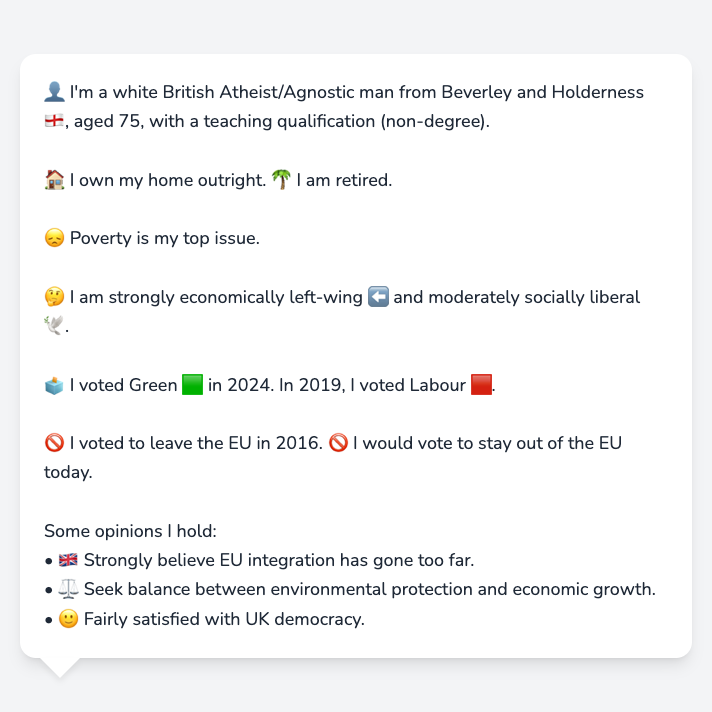 👤 I'm a white British Atheist/Agnostic man from Beverley and Holderness
🏴󠁧󠁢󠁥󠁮󠁧󠁿, aged 75, with a teaching qualification (non-degree).
🏠 I own my home outright. 🌴 I am retired.
😞 Poverty is my top issue.
🤔 I am strongly economically left-wing ⬅️ and moderately socially liberal
🕊️.
🗳️ I voted Green 🟩 in 2024. In 2019, I voted Labour 🟥.
🚫 I voted to leave the EU in 2016. 🚫 I would vote to stay out of the EU
today.
Some opinions I hold:
• 🇬🇧 Strongly believe EU integration has gone too far.
• ⚖️ Seek balance between environmental protection and economic growth.
• 🙂 Fairly satisfied with UK democracy.